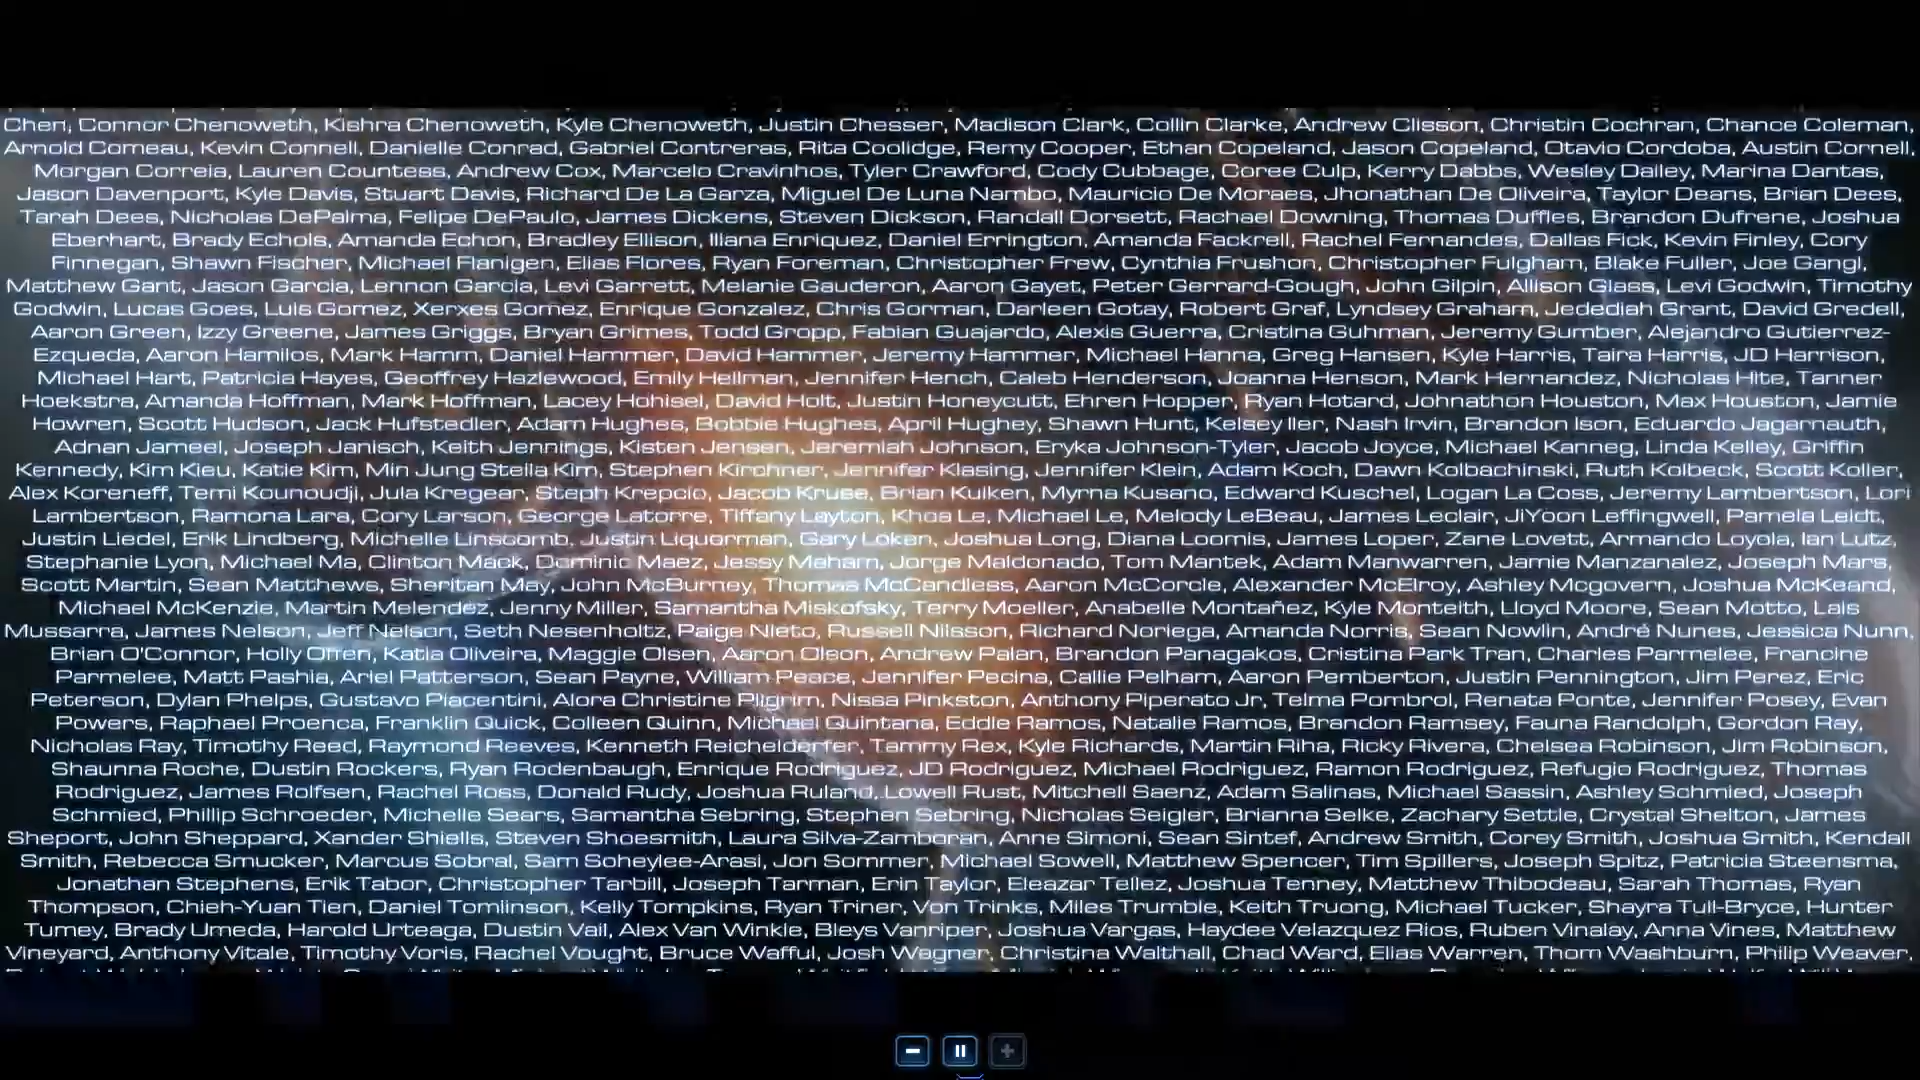 Chen, Connor Chenoweth, Kishra Chenoweth, Kyle Chenoweth, Justin Chesser, Madison Clark, Collin Clarke, Andrew Clisson, Christin Cochran, Chance Coleman,
Arnold Comeau, Kevin Connell, Danielle Conrad, Gabriel Contreras, Rita Coolidge, Remy Cooper, Ethan Copeland, Jason Copeland, Otavio Cordoba, Austin Cornell,
Morgan Correia, Lauren Countess, Andrew Cox, Marcelo Cravinhos, Tyler Crawford, Cody Cubbage, Coree Culp, Kerry Dabbs, Wesley Dailey, Marina Dantas,
Jason Davenport, Kyle Davis, Stuart Davis, Richard De La Garza, Miguel De Luna Nambo, Mauricio De Moraes, Jhonathan De Oliveira, Taylor Deans, Brian Dees,
Tarah Dees, Nicholas DePalma, Felipe DePaulo, James Dickens, Steven Dickson, Randall Dorsett, Rachael Downing, Thomas Duffles, Brandon Dufrene, Joshua
Eberhart, Brady Echols, Amanda Echon, Bradley Ellison, Iliana Enriquez, Daniel Errington, Amanda Fackrell, Rachel Fernandes, Dallas Fick, Kevin Finley, Cory
Finnegan, Shawn Fischer, Michael Flanigen, Elias Flores, Ryan Foreman, Christopher Frew, Cynthia Frushon, Christopher Fulgham, Blake Fuller, Joe Gangl,
Matthew Gant, Jason Garcia, Lennon Garcia, Levi Garrett, Melanie Gauderon, Aaron Gayet, Peter Gerrard-Gough, John Gilpin, Allison Glass, Levi Godwin, Timothy
Godwin, Lucas Goes, Luis Gomez, Xerxes Gomez, Enrique Gonzalez, Chris Gorman, Darleen Gotay, Robert Graf, Lyndsey Graham, Jedediah Grant, David Gredell,
Aaron Green, Izzy Greene, James Griggs, Bryan Grimes, Todd Gropp, Fabian Guajardo, Alexis Guerra, Cristina Guhman, Jeremy Gumber, Alejandro Gutierrez-
Ezqueda, Aaron Hamilos, Mark Hamm, Daniel Hammer, David Hammer, Jeremy Hammer, Michael Hanna, Greg Hansen, Kyle Harris, Taira Harris, JD Harrison,
Michael Hart, Patricia Hayes, Geoffrey Hazlewood, Emily Hellman, Jennifer Hench, Caleb Henderson, Joanna Henson, Mark Hernandez, Nicholas Hite, Tanner
Hoekstra, Amanda Hoffman, Mark Hoffman, Lacey Hohisel, David Holt, Justin Honeycutt, Ehren Hopper, Ryan Hotard, Johnathon Houston, Max Houston, Jamie
Howren, Scott Hudson, Jack Hufstedler, Adam Hughes, Bobbie Hughes, April Hughey, Shawn Hunt, Kelsey Iler, Nash Irvin, Brandon Ison, Eduardo Jagarnauth,
Adnan Jameel, Joseph Janisch, Keith Jennings, Kisten Jensen, Jeremiah Johnson, Eryka Johnson-Tyler, Jacob Joyce, Michael Kanneg, Linda Kelley, Griffin
Kennedy, Kim Kieu, Katie Kim, Min Jung Stella Kim, Stephen Kirchner, Jennifer Klasing, Jennifer Klein, Adam Koch, Dawn Kolbachinski, Ruth Kolbeck, Scott Koller,
Alex Koreneff, Temi Kounoudji, Jula Kregear, Steph Krepcio, Jacob Kruse, Brian Kuiken, Myrna Kusano, Edward Kuschel, Logan La Coss, Jeremy Lambertson, Lori
Lambertson, Ramona Lara, Cory Larson, George Latorre, Tiffany Layton, Khoa Le, Michael Le, Melody LeBeau, James Leclair, JiYoon Leffingwell, Pamela Leidt,
Justin Liedel, Erik Lindberg, Michelle Linscomb, Justin Liquorman, Gary Loken, Joshua Long, Diana Loomis, James Loper, Zane Lovett, Armando Loyola, Ian Lutz,
Stephanie Lyon, Michael Ma, Clinton Mack, Dominic Maez, Jessy Maham, Jorge Maldonado, Tom Mantek, Adam Manwarren, Jamie Manzanalez, Joseph Mars,
Scott Martin, Sean Matthews, Sheritan May, John McBurney, Thomas McCandless, Aaron McCorcle, Alexander McElroy, Ashley Mcgovern, Joshua McKeand,
Michael McKenzie, Martin Melendez, Jenny Miller, Samantha Miskofsky, Terry Moeller, Anabelle Montañez, Kyle Monteith, Lloyd Moore, Sean Motto, Lais
Mussarra, James Nelson, Jeff Nelson, Seth Nesenholtz, Paige Nieto, Russell Nilsson, Richard Noriega, Amanda Norris, Sean Nowlin, André Nunes, Jessica Nunn,
Brian O'Connor, Holly Offen, Katia Oliveira, Maggie Olsen, Aaron Olson, Andrew Palan, Brandon Panagakos, Cristina Park Tran, Charles Parmelee, Francine
Parmelee, Matt Pashia, Ariel Patterson, Sean Payne, William Peace, Jennifer Pecina, Callie Pelham, Aaron Pemberton, Justin Pennington, Jim Perez, Eric
Peterson, Dylan Phelps, Gustavo Piacentini, Alora Christine Pilgrim, Nissa Pinkston, Anthony Piperato Jr, Telma Pombrol, Renata Ponte, Jennifer Posey, Evan
Powers, Raphael Proenca, Franklin Quick, Colleen Quinn, Michael Quintana, Eddie Ramos, Natalie Ramos, Brandon Ramsey, Fauna Randolph, Gordon Ray,
Nicholas Ray, Timothy Reed, Raymond Reeves, Kenneth Reichelderfer, Tammy Rex, Kyle Richards, Martin Riha, Ricky Rivera, Chelsea Robinson, Jim Robinson,
Shaunna Roche, Dustin Rockers, Ryan Rodenbaugh, Enrique Rodriguez, JD Rodriguez, Michael Rodriguez, Ramon Rodriguez, Refugio Rodriguez, Thomas
Rodriguez, James Rolfsen, Rachel Ross, Donald Rudy, Joshua Ruland, Lowell Rust, Mitchell Saenz, Adam Salinas, Michael Sassin, Ashley Schmied, Joseph
Schmied, Phillip Schroeder, Michelle Sears, Samantha Sebring, Stephen Sebring, Nicholas Seigler, Brianna Selke, Zachary Settle, Crystal Shelton, James
Sheport, John Sheppard, Xander Shiells, Steven Shoesmith, Laura Silva-Zamboran, Anne Simoni, Sean Sintef, Andrew Smith, Corey Smith, Joshua Smith, Kendall
Smith, Rebecca Smucker, Marcus Sobral, Sam Soheylee-Arasi, Jon Sommer, Michael Sowell, Matthew Spencer, Tim Spillers, Joseph Spitz, Patricia Steensma,
Jonathan Stephens, Erik Tabor, Christopher Tarbill, Joseph Tarman, Erin Taylor, Eleazar Tellez, Joshua Tenney, Matthew Thibodeau, Sarah Thomas, Ryan
Thompson, Chieh-Yuan Tien, Daniel Tomlinson, Kelly Tompkins, Ryan Triner, Von Trinks, Miles Trumble, Keith Truong, Michael Tucker, Shayra Tull-Bryce, Hunter
Turney, Brady Umeda, Harold Urteaga, Dustin Vail, Alex Van Winkle, Bleys Vanriper, Joshua Vargas, Haydee Velazquez Rios, Ruben Vinalay, Anna Vines, Matthew
Vineyard, Anthony Vitale, Timothy Voris, Rachel Vought, Bruce Wafful, Josh Wagner, Christina Walthall, Chad Ward, Elias Warren, Thom Washburn, Philip Weaver,